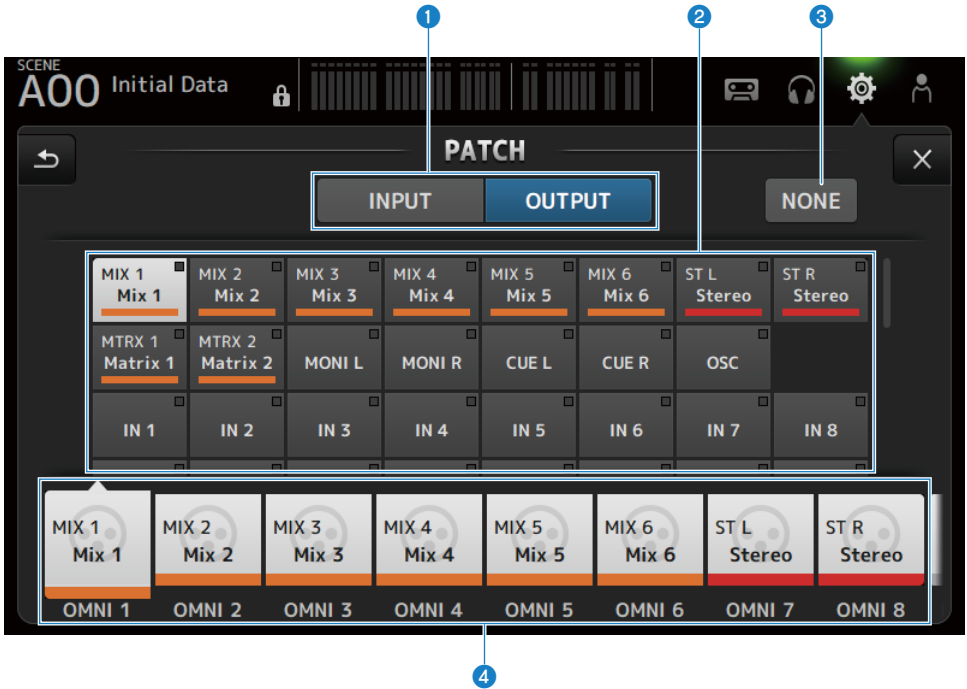 1 2 3
SCENE
A00 Initial Data
PATCH
INPUT OUTPUT NONE
MIX 1 MIX 2 MIX 3 MIX 4 MIX 5 MIX 6 ST L ST R
Mix 1 Mix 2 Mix 3 Mix 4 Mix 5 Mix 6 Stereo Stereo
MTRX 1 MTRX 2
Matrix 1 Matrix 2 MONI L MONI R CUE L CUE R OSC
IN 1 IN 2 IN 3 IN 4 IN 5 IN 6 IN 7 IN 8
MIX 1 MIX 2 MIX 3 MIX 4 MIX 5 MIX 6 ST L ST R
Mix 1 Mix 2 Mix 3 Mix 4 Mix 5 Mix 6 Stereo Stereo
OMNI 1 OMNI 2 OMNI 3 OMNI 4 OMNI 5 OMNI 6 OMNI 7 OMNI 8
4